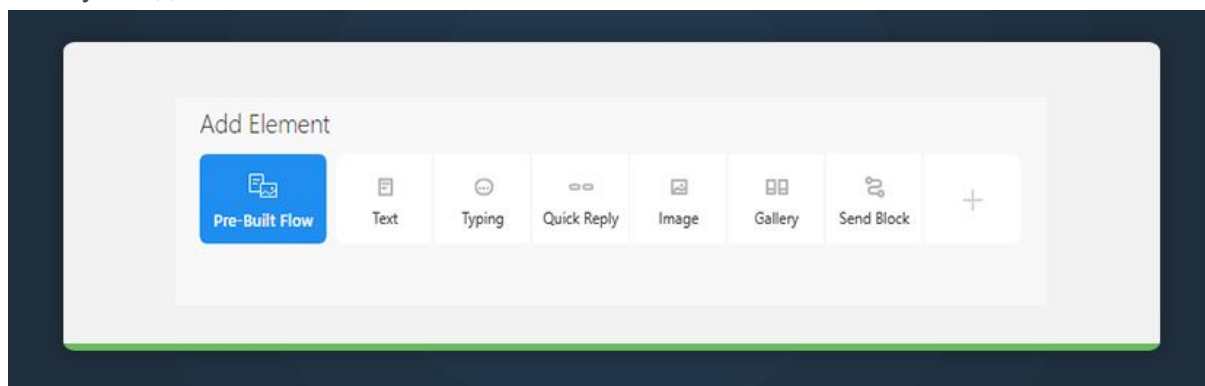 Add Element
Pre-Built Flow Text Typing Quick Reply Image Gallery Send Block